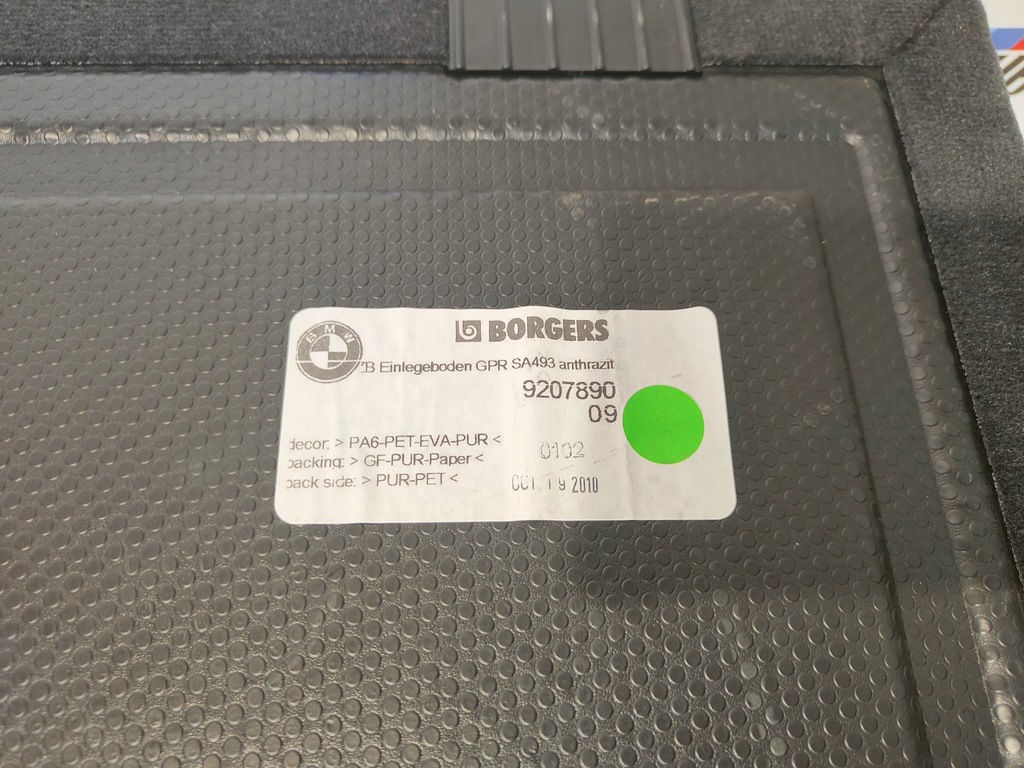 BMW
BORGERS
'B Einlegeboden GPR SA493 anthrazit
9207890
09
decor: > PA6-PET-EVA-PUR <
backing: > GF-PUR-Paper <
0102
back side: > PUR-PET <
OCT 19 2010